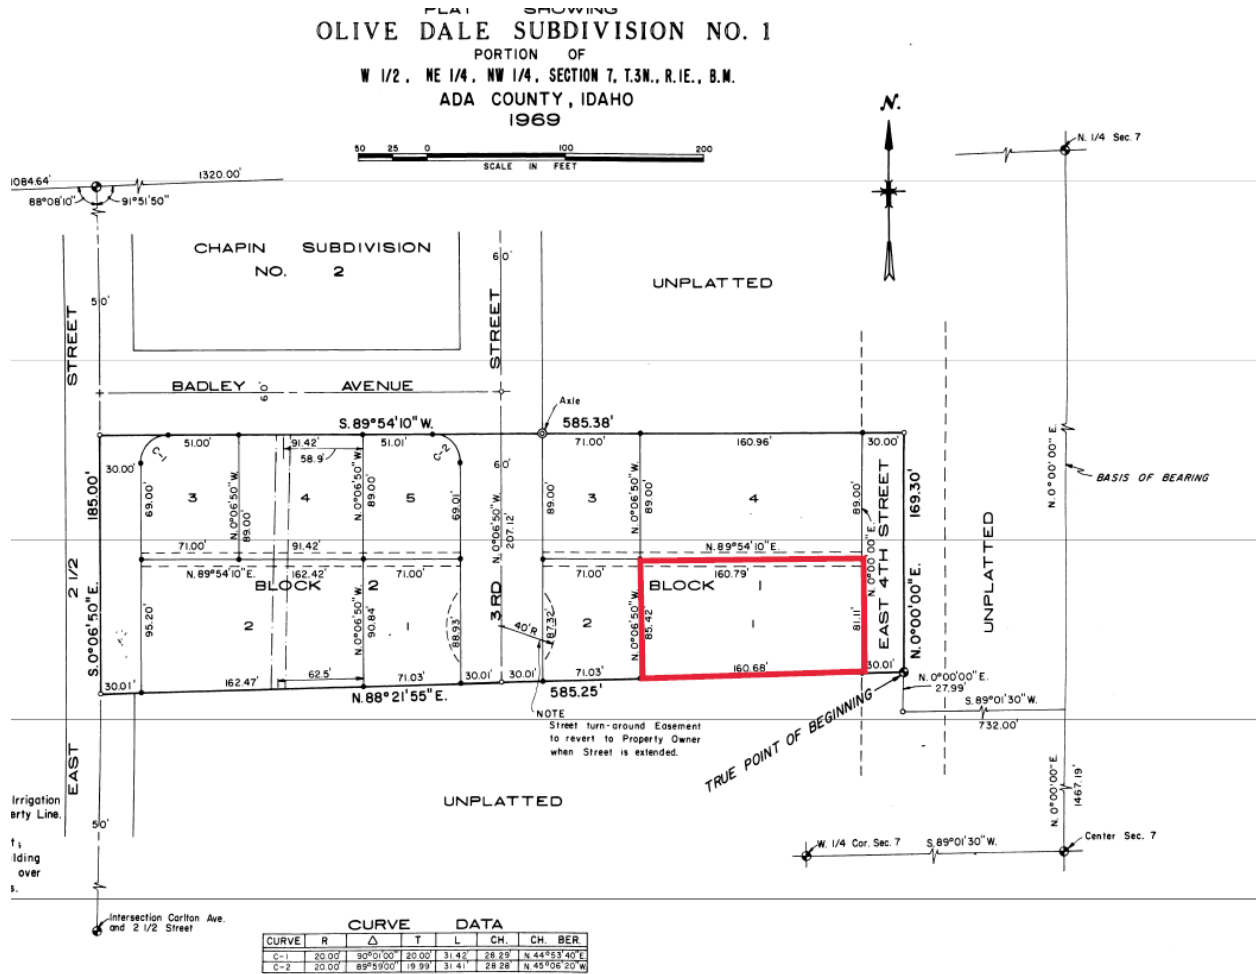 PLAT SHOWING
OLIVE DALE SUBDIVISION NO. 1
PORTION OF
W 1/2, NE 1/4, NW 1/4, SECTION 7, T.3N., R.1E., B.M.
ADA COUNTY, IDAHO
1969
50 25 0 100 200
SCALE IN FEET
N.
N. 1/4 Sec. 7
1084.64'
1320.00'
88°08'10"
91°51'50"
CHAPIN SUBDIVISION
NO. 2
60'
UNPLATTED
50'
STREET
STREET
BADLEY AVENUE
60'
Axle
S. 89°54'10" W.
585.38'
51.00'
91.42'
51.01'
C-2
71.00'
160.96'
30.00'
58.9'
30.00'
60'
N. 0°00'00" E.
BASIS OF BEARING
185.00'
69.00'
3
N. 0°06'50" W.
89.00'
4
N. 0°06'50" W.
89.00'
5
69.01'
N. 0°06'50" W.
207.12'
89.00'
3
N. 0°06'50" W.
89.00'
4
89.00'
N. 0°00'00" E.
EAST 4TH STREET
169.30'
UNPLATTED
71.00'
91.42'
N. 89°54'10" E.
N. 89°54'10" E.
162.42'
71.00'
71.00'
160.79'
BLOCK 2
BLOCK 1
2 1/2
S. 0°06'50" E.
95.20'
2
N. 0°06'50" W.
90.84'
1
88.93'
3RD
40'R
87.32'
2
N. 0°06'50" W.
85.42'
1
81.11'
N. 0°00'00" E.
30.01'
162.47'
62.5'
71.03'
30.01'
30.01'
71.03'
160.68'
30.01'
N. 88°21'55" E.
585.25'
N. 0°00'00" E.
27.99'
S. 89°01'30" W.
732.00'
NOTE
Street turn-around Easement
to revert to Property Owner
when Street is extended.
TRUE POINT OF BEGINNING
EAST
UNPLATTED
N. 0°00'00" E.
1467.19'
Irrigation
erty Line.
50'
lding
over
s.
W. 1/4 Cor. Sec. 7
S. 89°01'30" W.
Center Sec. 7
Intersection Carlton Ave.
and 2 1/2 Street
CURVE DATA
CURVE R △ T L CH. CH. BER.
C-1 20.00' 90°01'00" 20.00' 31.42' 28.29' N. 44°53'40" E
C-2 20.00' 89°59'00" 19.99' 31.41' 28.28' N. 45°06'20" W